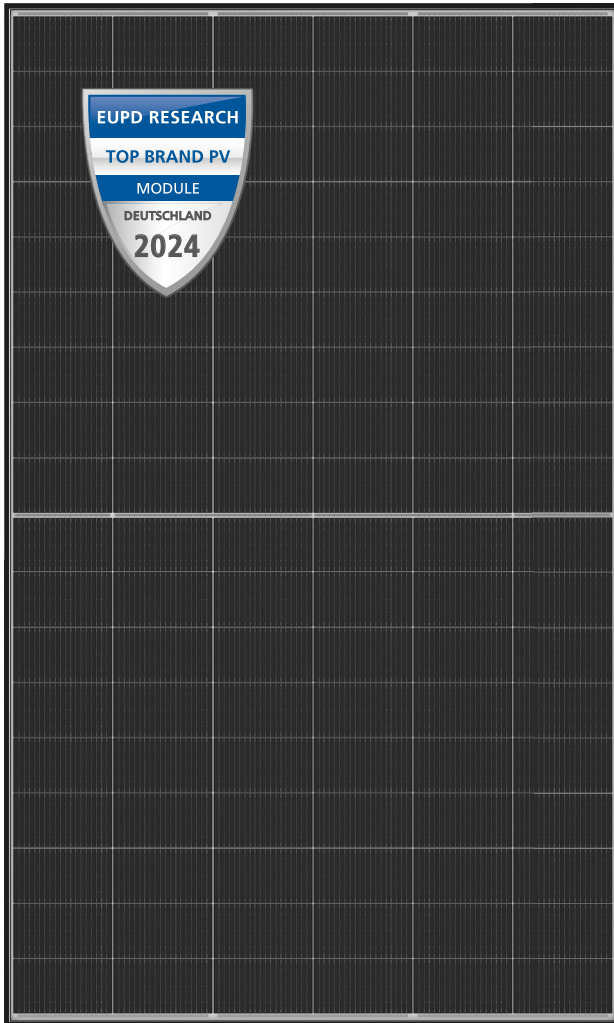 EUPD RESEARCH
TOP BRAND PV
MODULE
DEUTSCHLAND
2024